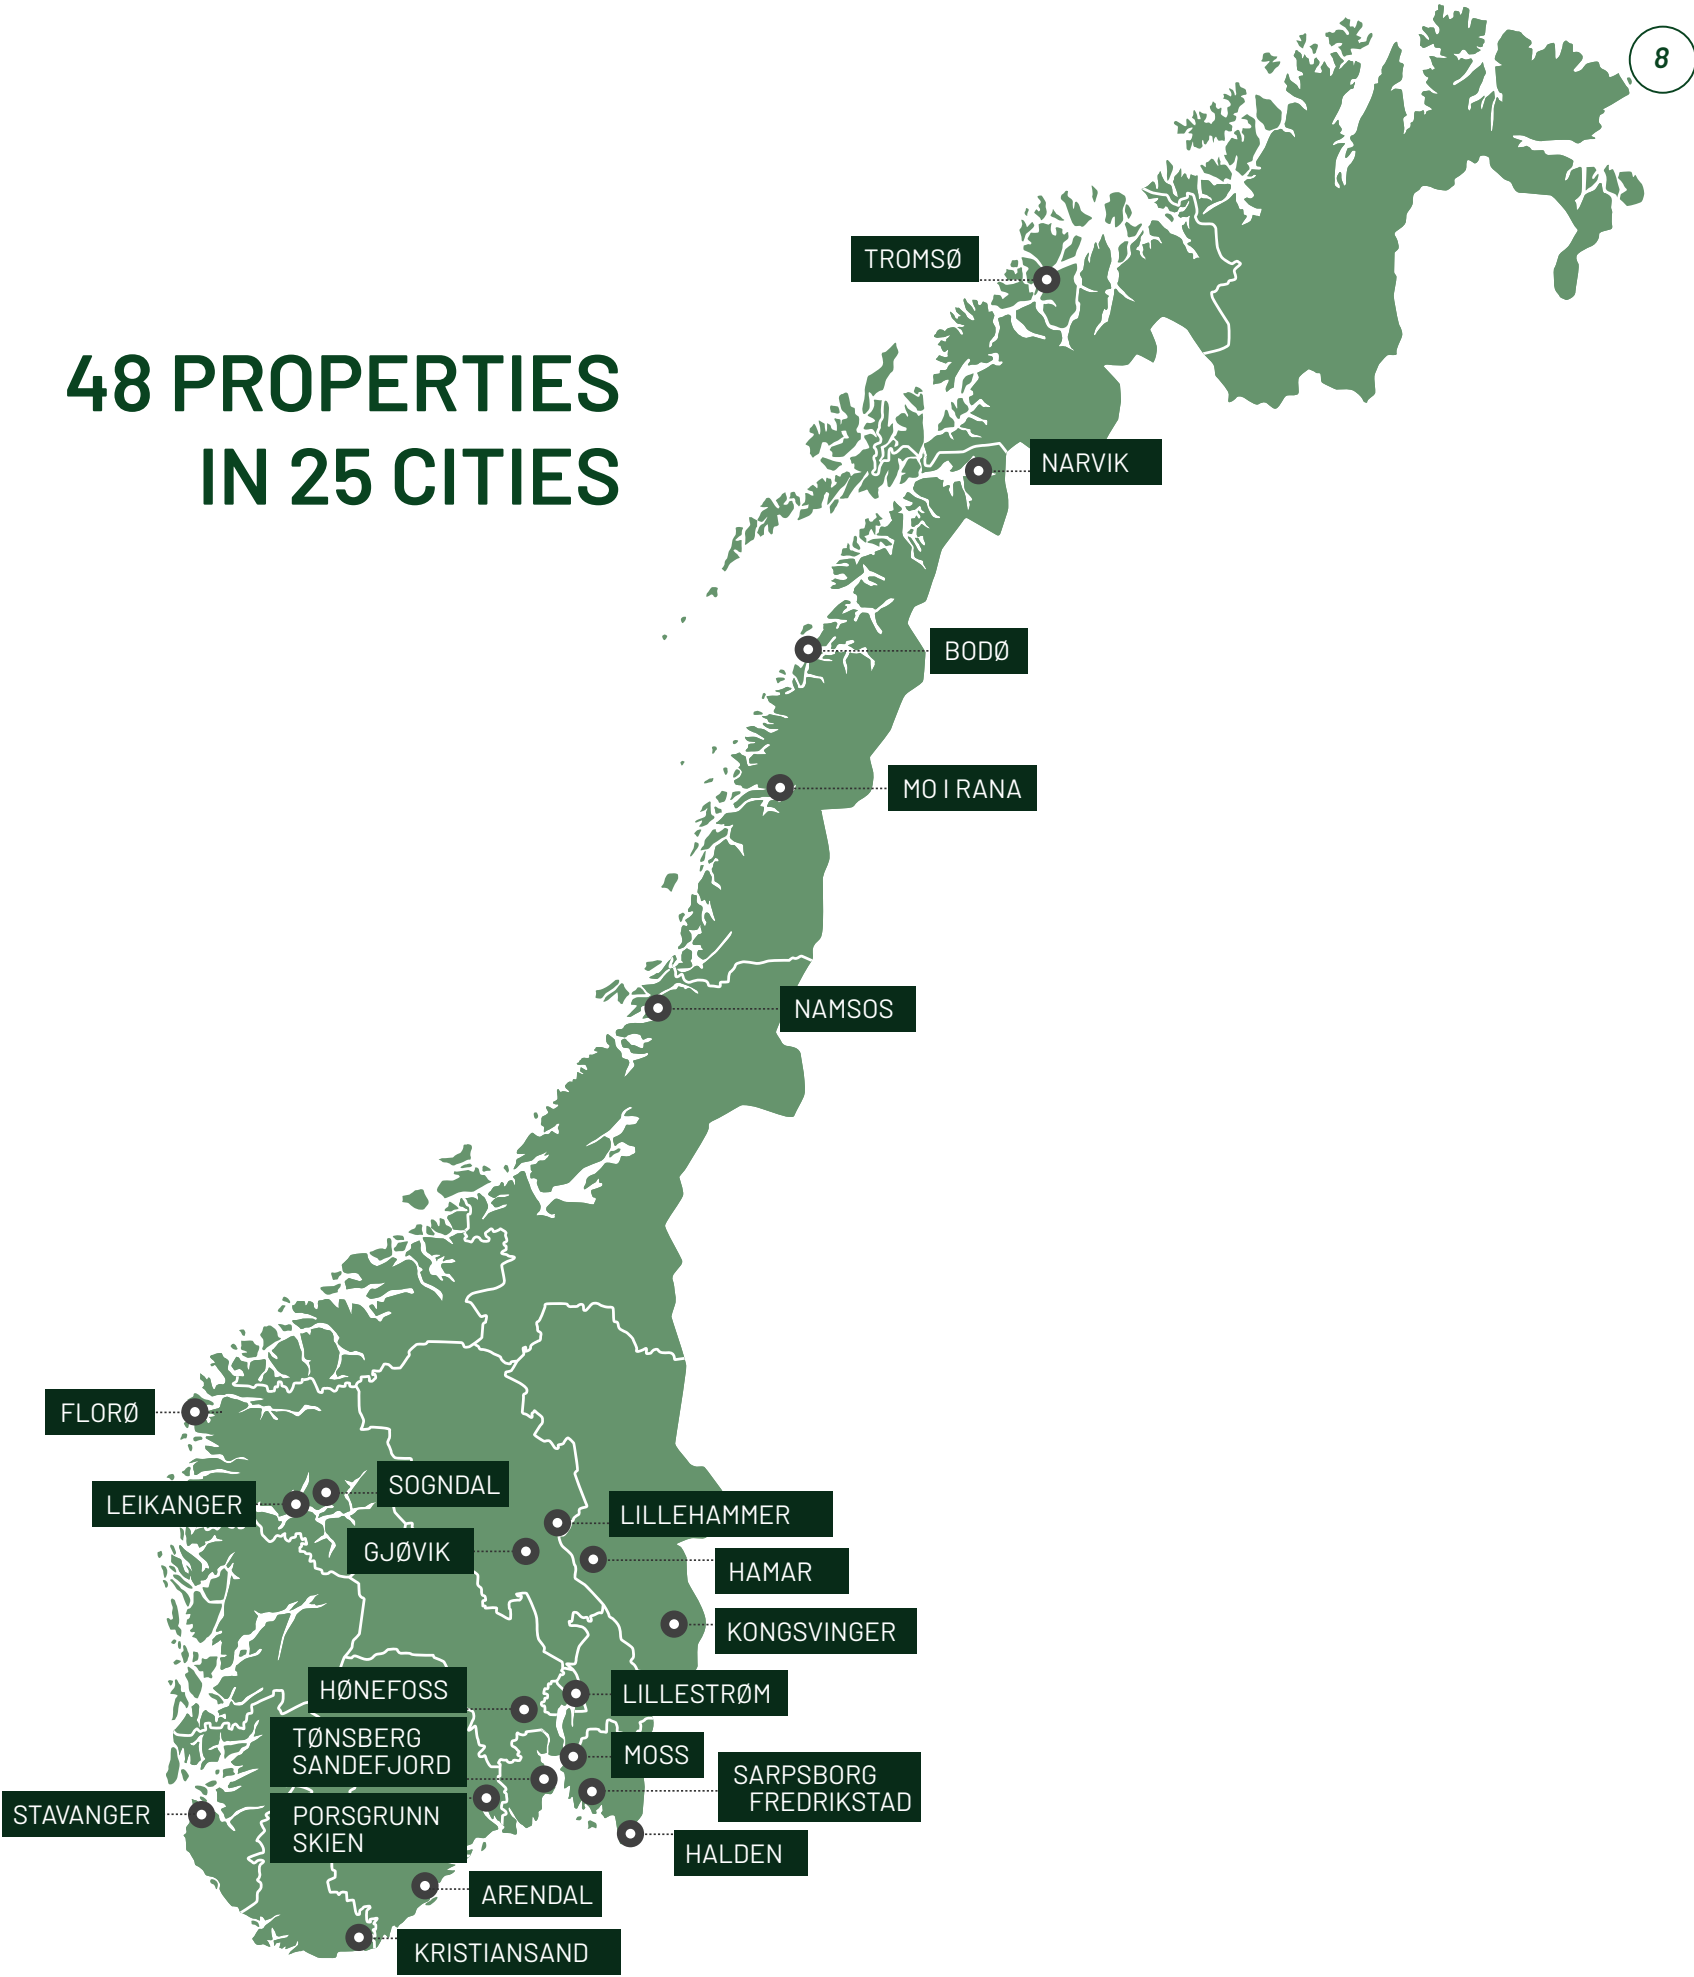 8
TROMSØ
48 PROPERTIES
IN 25 CITIES
NARVIK
BODØ
MO I RANA
NAMSOS
FLORØ
SOGNDAL
LEIKANGER
LILLEHAMMER
GJØVIK
HAMAR
KONGSVINGER
HØNEFOSS
LILLESTRØM
TØNSBERG
SANDEFJORD
MOSS
SARPSBORG
FREDRIKSTAD
STAVANGER
PORSGRUNN
SKIEN
HALDEN
ARENDAL
KRISTIANSAND